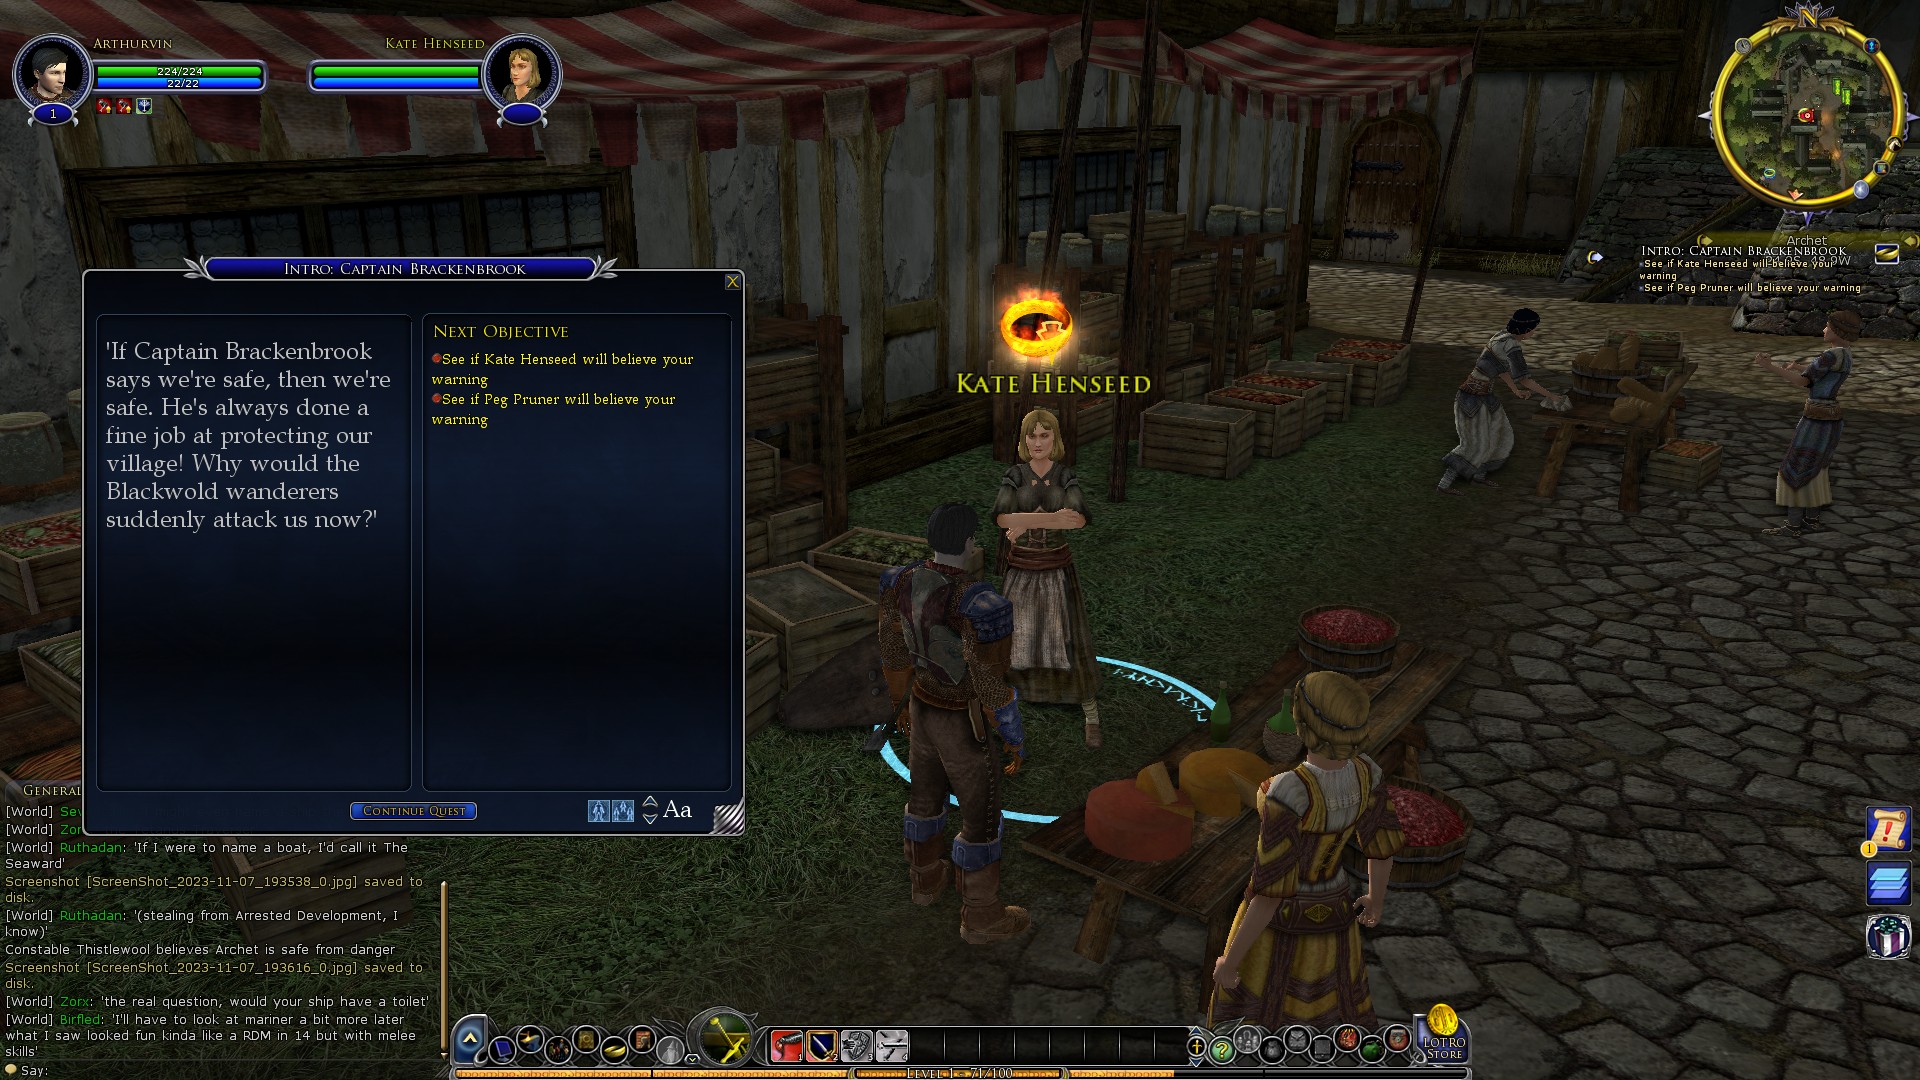 ARTHURVIN
KATE HENSEED
224/224
22/22
1
N
Archet
INTRO: CAPTAIN BRACKENBROOK
See if Kate Henseed will believe your
warning
See if Peg Pruner will believe your warning
INTRO: CAPTAIN BRACKENBROOK
X
'If Captain Brackenbrook
says we're safe, then we're
safe. He's always done a
fine job at protecting our
village! Why would the
Blackwold wanderers
suddenly attack us now?'
NEXT OBJECTIVE
See if Kate Henseed will believe your
warning
See if Peg Pruner will believe your
warning
CONTINUE QUEST
Aa
KATE HENSEED
GENERAL
[World]
[World]
[World] Ruthadan: 'If I were to name a boat, I'd call it The
Seaward'
Screenshot [ScreenShot_2023-11-07_193538_0.jpg] saved to
disk.
[World] Ruthadan: '(stealing from Arrested Development, I
know)'
Constable Thistlewool believes Archet is safe from danger
Screenshot [ScreenShot_2023-11-07_193616_0.jpg] saved to
disk.
[World] Zorx: 'the real question, would your ship have a toilet'
[World] Birfled: 'I'll have to look at mariner a bit more later
what I saw looked fun kinda like a RDM in 14 but with melee
skills'
Say:
1
2
3
4
?
LOTRO
STORE
LEVEL 1 - 71/100
!
1